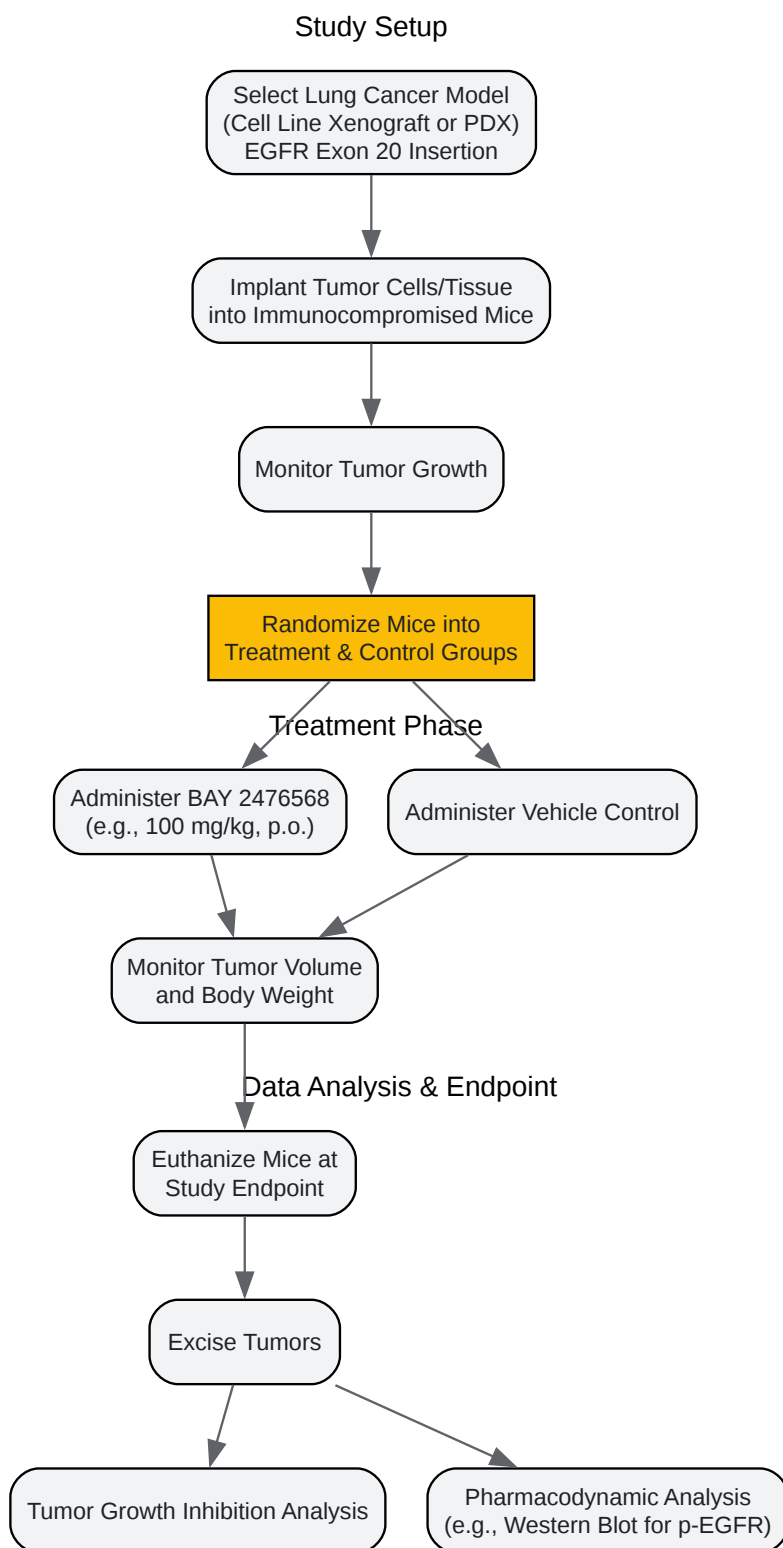 Study Setup
Select Lung Cancer Model
(Cell Line Xenograft or PDX)
EGFR Exon 20 Insertion
Implant Tumor Cells/Tissue
into Immunocompromised Mice
Monitor Tumor Growth
Randomize Mice into
Treatment & Control Groups
Treatment Phase
Administer BAY 2476568
(e.g., 100 mg/kg, p.o.)
Administer Vehicle Control
Monitor Tumor Volume
and Body Weight
Data Analysis & Endpoint
Euthanize Mice at
Study Endpoint
Excise Tumors
Tumor Growth Inhibition Analysis
Pharmacodynamic Analysis
(e.g., Western Blot for p-EGFR)